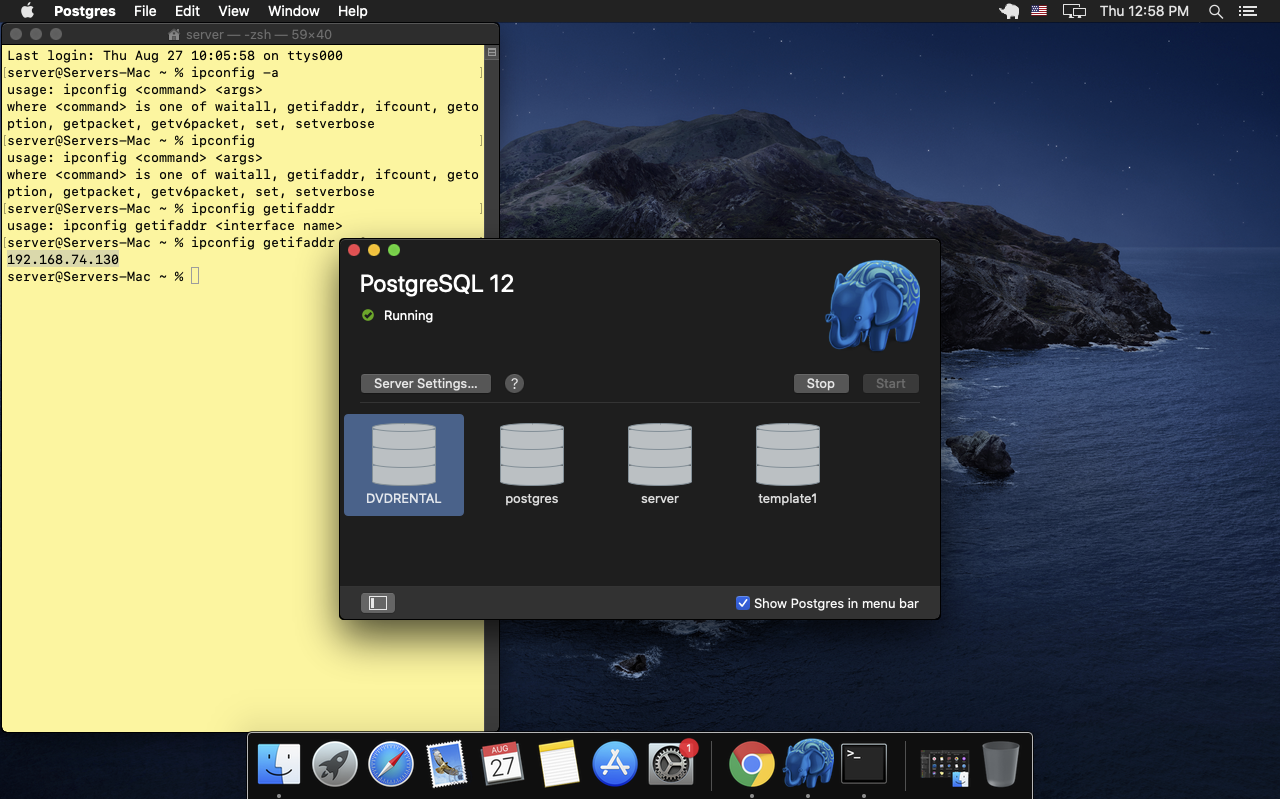 Postgres File Edit View Window Help
Thu 12:58 PM
server — -zsh — 59×40
Last login: Thu Aug 27 10:05:58 on ttys000
[server@Servers-Mac ~ % ipconfig -a ]
usage: ipconfig <command> <args>
where <command> is one of waitall, getifaddr, ifcount, geto
ption, getpacket, getv6packet, set, setverbose
[server@Servers-Mac ~ % ipconfig ]
usage: ipconfig <command> <args>
where <command> is one of waitall, getifaddr, ifcount, geto
ption, getpacket, getv6packet, set, setverbose
[server@Servers-Mac ~ % ipconfig getifaddr ]
usage: ipconfig getifaddr <interface name>
[server@Servers-Mac ~ % ipconfig getifaddr
192.168.74.130
server@Servers-Mac ~ %
PostgreSQL 12
Running
Server Settings... ? Stop Start
DVDRENTAL postgres server template1
Show Postgres in menu bar
AUG
27
1
>_